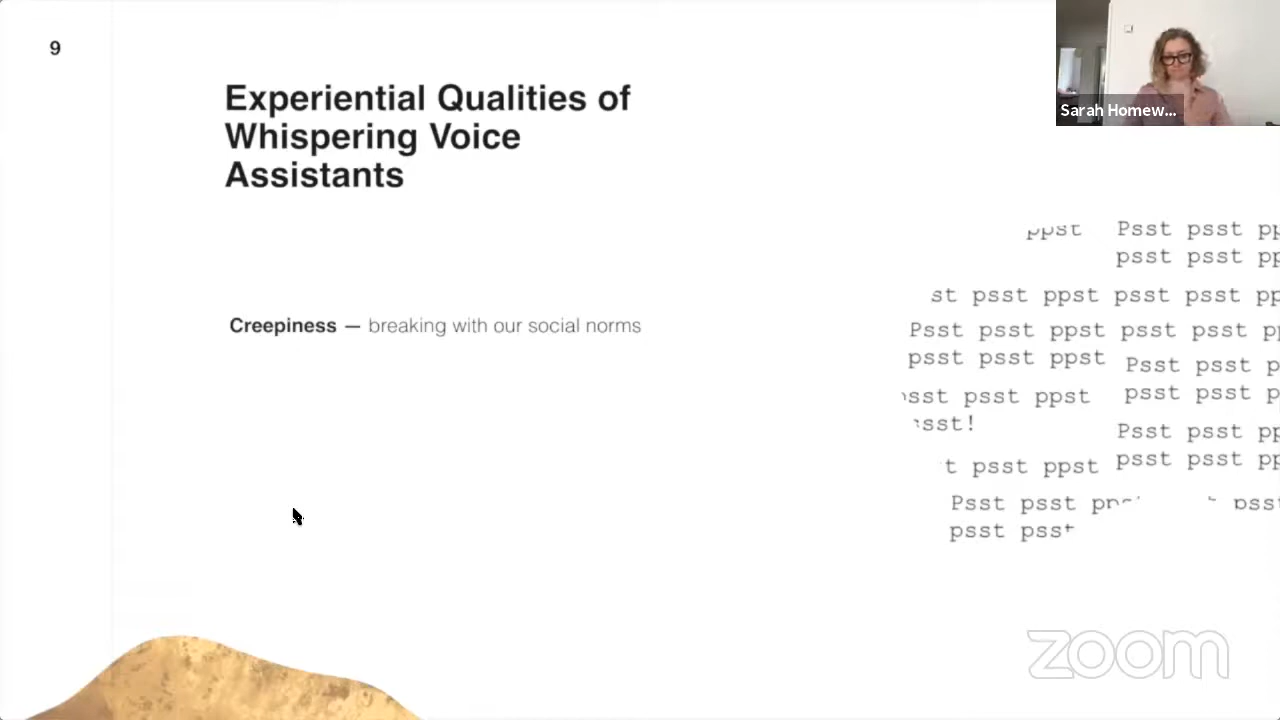 9
Experiential Qualities of
Whispering Voice
Assistants
Creepiness — breaking with our social norms
Sarah Homew...
ppst Psst psst
psst psst
st psst ppst psst psst
Psst psst ppst psst psst
psst psst ppst
Psst psst
psst ppst
psst psst
psst!
Psst psst
t psst ppst psst psst
Psst psst
psst
psst
zoom